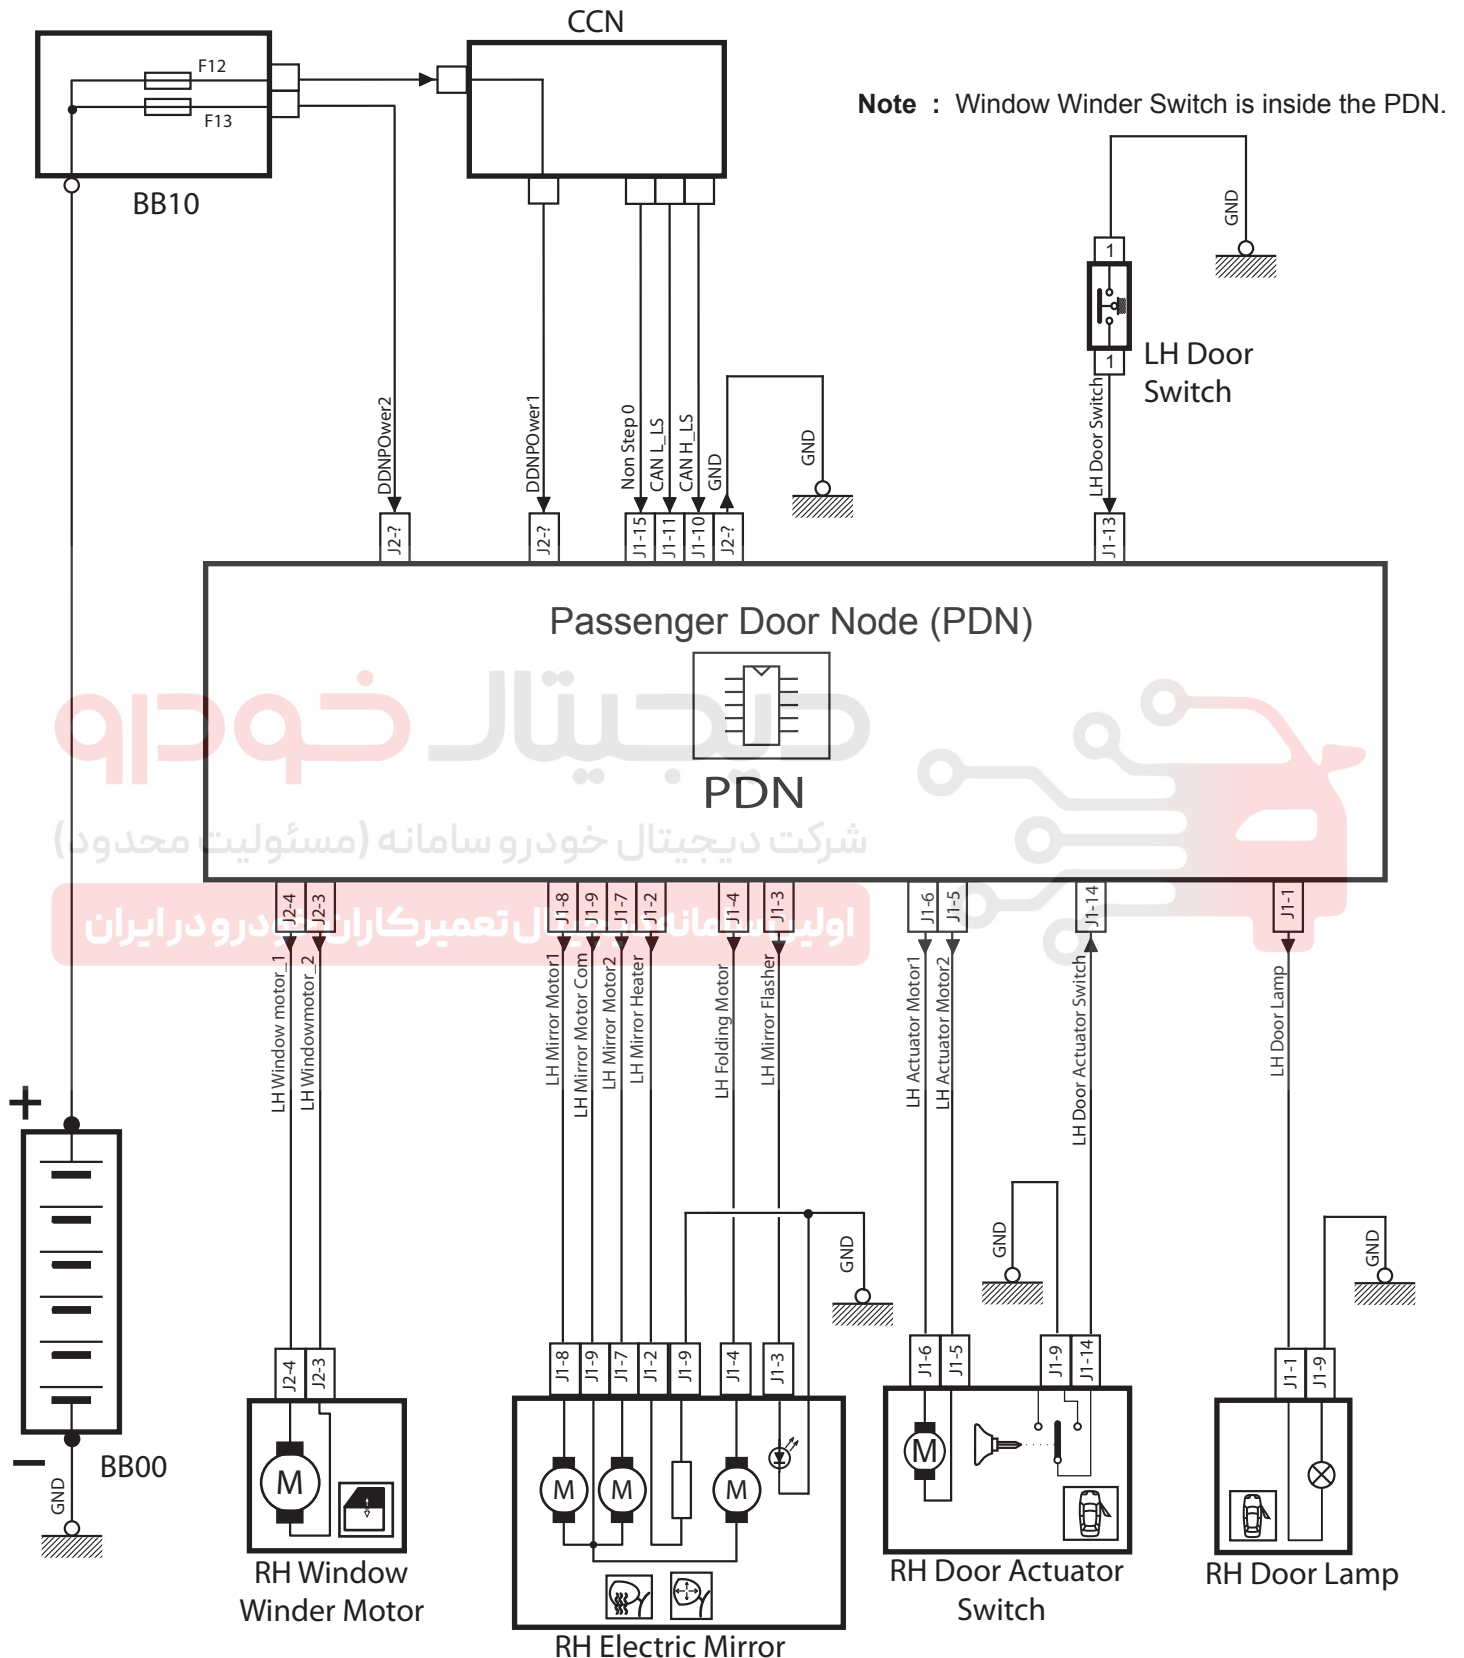 CCN
F12
F13
BB10
Note : Window Winder Switch is inside the PDN.
GND
1
1
LH Door
Switch
DDNPOwer2
DDNPOwer1
Non Step 0
CAN L_LS
CAN H_LS
GND
GND
LH Door Switch
J2-?
J2-?
J1-15
J1-11
J1-10
J2-?
J1-13
Passenger Door Node (PDN)
PDN
دیجیتال خودرو
شرکت دیجیتال خودرو سامانه (مسئولیت محدود)
اولین سامانه دیجیتال تعمیرکاران خودرو در ایران
J2-4
J2-3
J1-8
J1-9
J1-7
J1-2
J1-4
J1-3
J1-6
J1-5
J1-14
J1-1
LH Window motor_1
LH Windowmotor_2
LH Mirror Motor1
LH Mirror Motor Com
LH Mirror Motor2
LH Mirror Heater
LH Folding Motor
LH Mirror Flasher
LH Actuator Motor1
LH Actuator Motor2
LH Door Actuator Switch
LH Door Lamp
+
−
BB00
GND
GND
GND
GND
J2-4
J2-3
J1-8
J1-9
J1-7
J1-2
J1-9
J1-4
J1-3
J1-6
J1-5
J1-9
J1-14
J1-1
J1-9
M
M
M
M
M
RH Window
Winder Motor
RH Electric Mirror
RH Door Actuator
Switch
RH Door Lamp